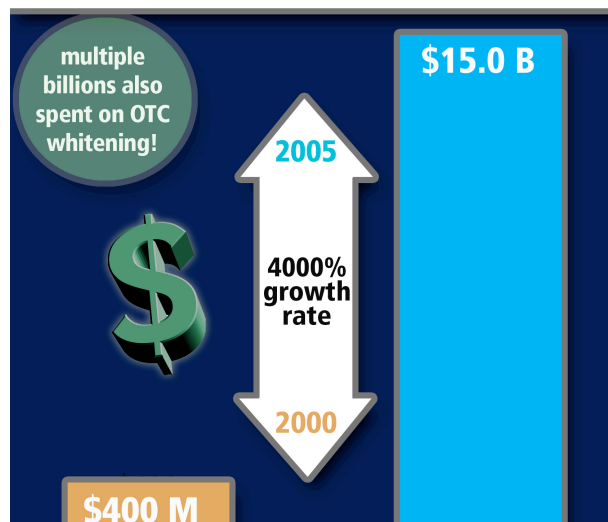 multiple
billions also
spent on OTC
whitening!
$15.0 B
2005
4000%
growth
rate
2000
$400 M